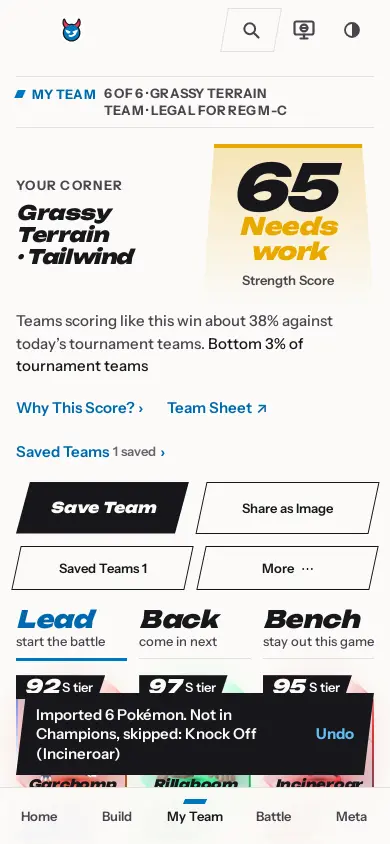 MY TEAM
6 OF 6 · GRASSY TERRAIN
TEAM · LEGAL FOR REG M-C
YOUR CORNER
Grassy
Terrain
· Tailwind
65
Needs
work
Strength Score
Teams scoring like this win about 38% against
today's tournament teams. Bottom 3% of
tournament teams
Why This Score? ›
Team Sheet ↗
Saved Teams 1 saved ›
Save Team
Share as Image
Saved Teams 1
More ···
Lead
start the battle
Back
come in next
Bench
stay out this game
92 S tier
97 S tier
95 S tier
Imported 6 Pokémon. Not in
Champions, skipped: Knock Off
(Incineroar)
Undo
Garchomp
Rillaboom
Incineroar
Home
Build
My Team
Battle
Meta